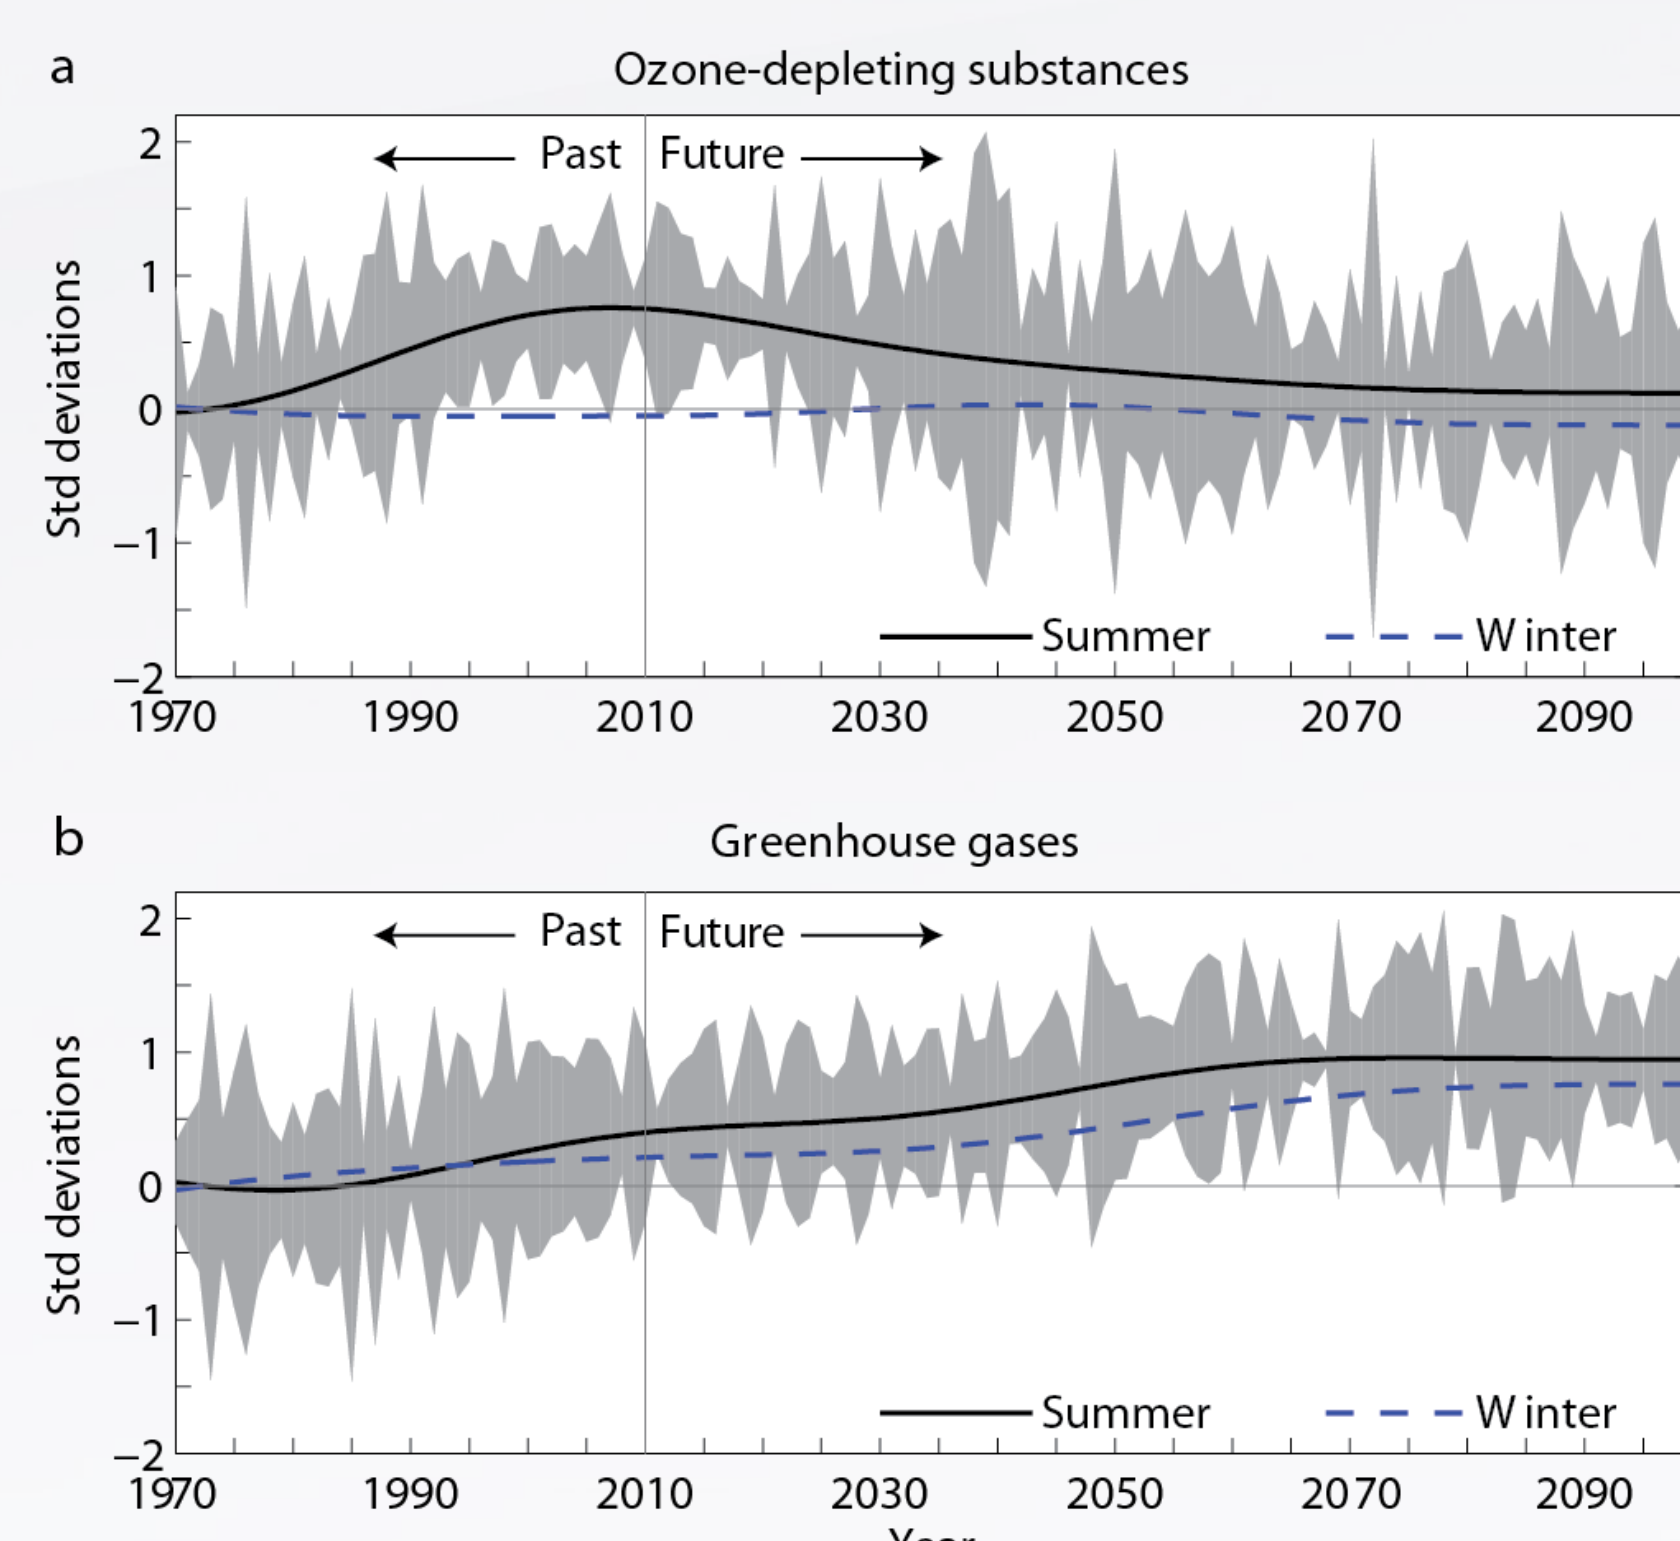 a
Ozone-depleting substances
Past Future
2
1
0
−1
−2
Std deviations
Summer W inter
1970 1990 2010 2030 2050 2070 2090
b
Greenhouse gases
Past Future
2
1
0
−1
−2
Std deviations
Summer W inter
1970 1990 2010 2030 2050 2070 2090
Year